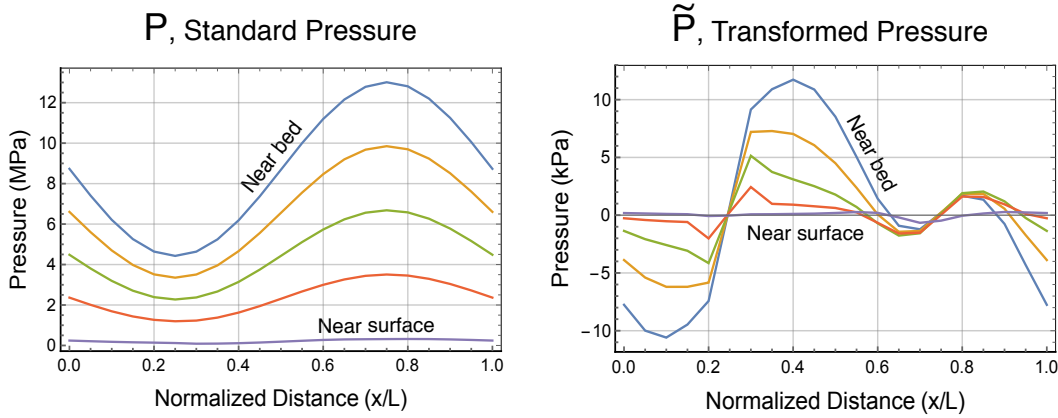 P, Standard Pressure
Pressure (MPa)
12
10
8
6
4
2
0
Near bed
Near surface
0.0 0.2 0.4 0.6 0.8 1.0
Normalized Distance (x/L)
P̃, Transformed Pressure
Pressure (kPa)
10
5
0
−5
−10
Near bed
Near surface
0.0 0.2 0.4 0.6 0.8 1.0
Normalized Distance (x/L)